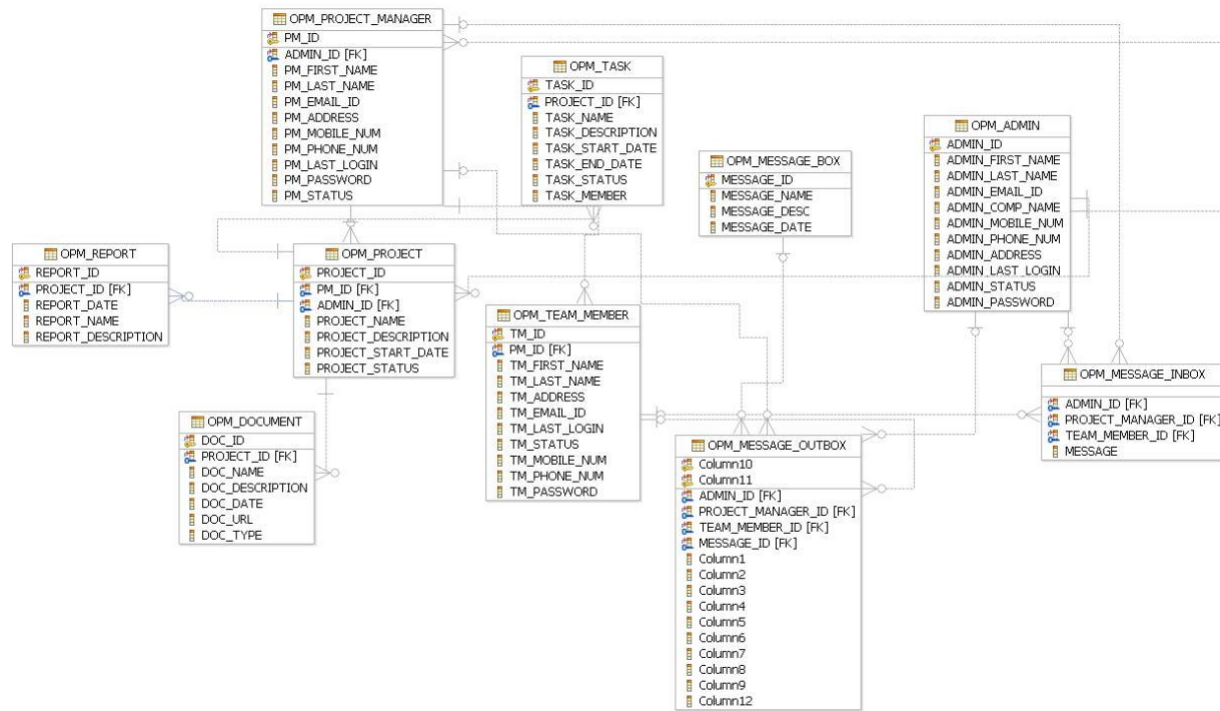 OPM_PROJECT_MANAGER
PM_ID
ADMIN_ID [FK]
PM_FIRST_NAME
PM_LAST_NAME
PM_EMAIL_ID
PM_ADDRESS
PM_MOBILE_NUM
PM_PHONE_NUM
PM_LAST_LOGIN
PM_PASSWORD
PM_STATUS
OPM_TASK
TASK_ID
PROJECT_ID [FK]
TASK_NAME
TASK_DESCRIPTION
TASK_START_DATE
TASK_END_DATE
TASK_STATUS
TASK_MEMBER
OPM_MESSAGE_BOX
MESSAGE_ID
MESSAGE_NAME
MESSAGE_DESC
MESSAGE_DATE
OPM_ADMIN
ADMIN_ID
ADMIN_FIRST_NAME
ADMIN_LAST_NAME
ADMIN_EMAIL_ID
ADMIN_COMP_NAME
ADMIN_MOBILE_NUM
ADMIN_PHONE_NUM
ADMIN_ADDRESS
ADMIN_LAST_LOGIN
ADMIN_STATUS
ADMIN_PASSWORD
OPM_REPORT
REPORT_ID
PROJECT_ID [FK]
REPORT_DATE
REPORT_NAME
REPORT_DESCRIPTION
OPM_PROJECT
PROJECT_ID
PM_ID [FK]
ADMIN_ID [FK]
PROJECT_NAME
PROJECT_DESCRIPTION
PROJECT_START_DATE
PROJECT_STATUS
OPM_TEAM_MEMBER
TM_ID
PM_ID [FK]
TM_FIRST_NAME
TM_LAST_NAME
TM_ADDRESS
TM_EMAIL_ID
TM_LAST_LOGIN
TM_STATUS
TM_MOBILE_NUM
TM_PHONE_NUM
TM_PASSWORD
OPM_MESSAGE_INBOX
ADMIN_ID [FK]
PROJECT_MANAGER_ID [FK]
TEAM_MEMBER_ID [FK]
MESSAGE
OPM_DOCUMENT
DOC_ID
PROJECT_ID [FK]
DOC_NAME
DOC_DESCRIPTION
DOC_DATE
DOC_URL
DOC_TYPE
OPM_MESSAGE_OUTBOX
Column10
Column11
ADMIN_ID [FK]
PROJECT_MANAGER_ID [FK]
TEAM_MEMBER_ID [FK]
MESSAGE_ID [FK]
Column1
Column2
Column3
Column4
Column5
Column6
Column7
Column8
Column9
Column12